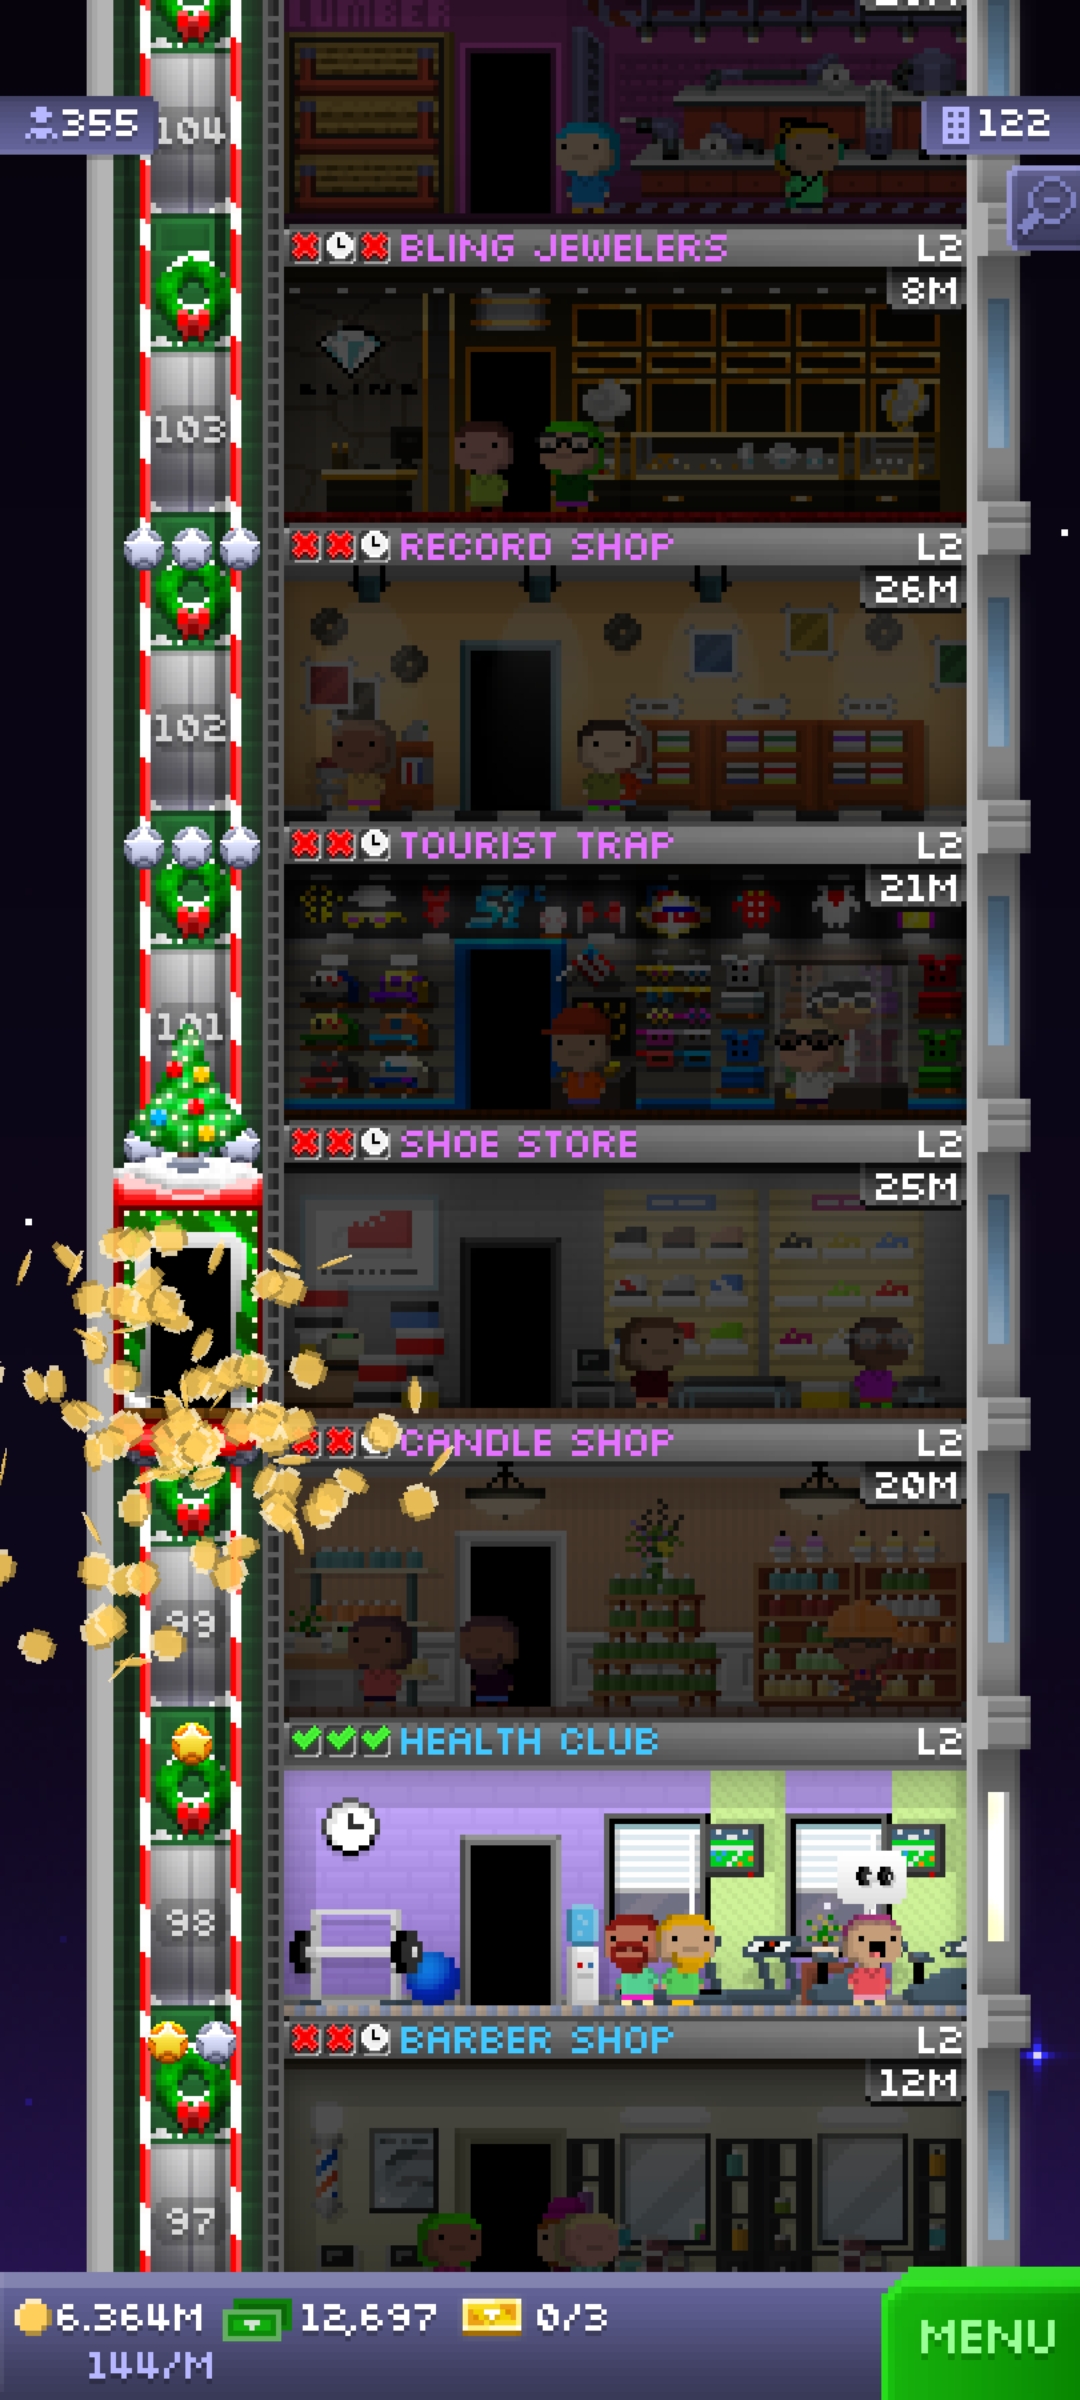 LUMBER
355
104
122
BLING JEWELERS L2
8M
BLING
103
RECORD SHOP L2
26M
102
TOURIST TRAP L2
21M
101
SHOE STORE L2
25M
CANDLE SHOP L2
20M
99
HEALTH CLUB L2
98
BARBER SHOP L2
12M
97
6.364M 12,697 0/3
144/M
MENU